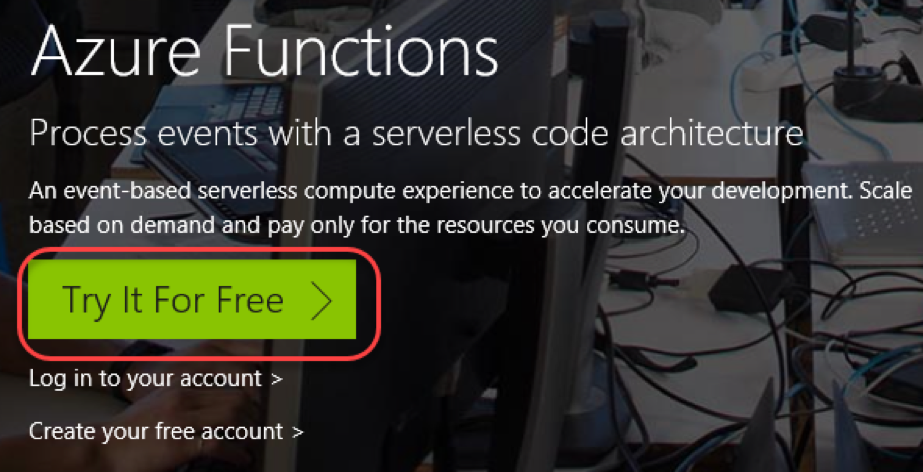 Azure Functions
Process events with a serverless code architecture
An event-based serverless compute experience to accelerate your development. Scale
based on demand and pay only for the resources you consume.
Try It For Free >
Log in to your account >
Create your free account >